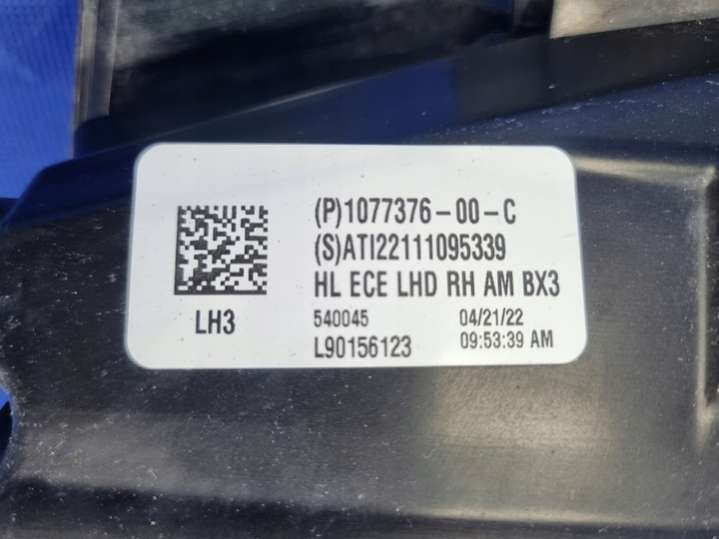 (P)1077376-00-C
(S)ATI22111095339
HL ECE LHD RH AM BX3
LH3
540045 04/21/22
L90156123 09:53:39 AM